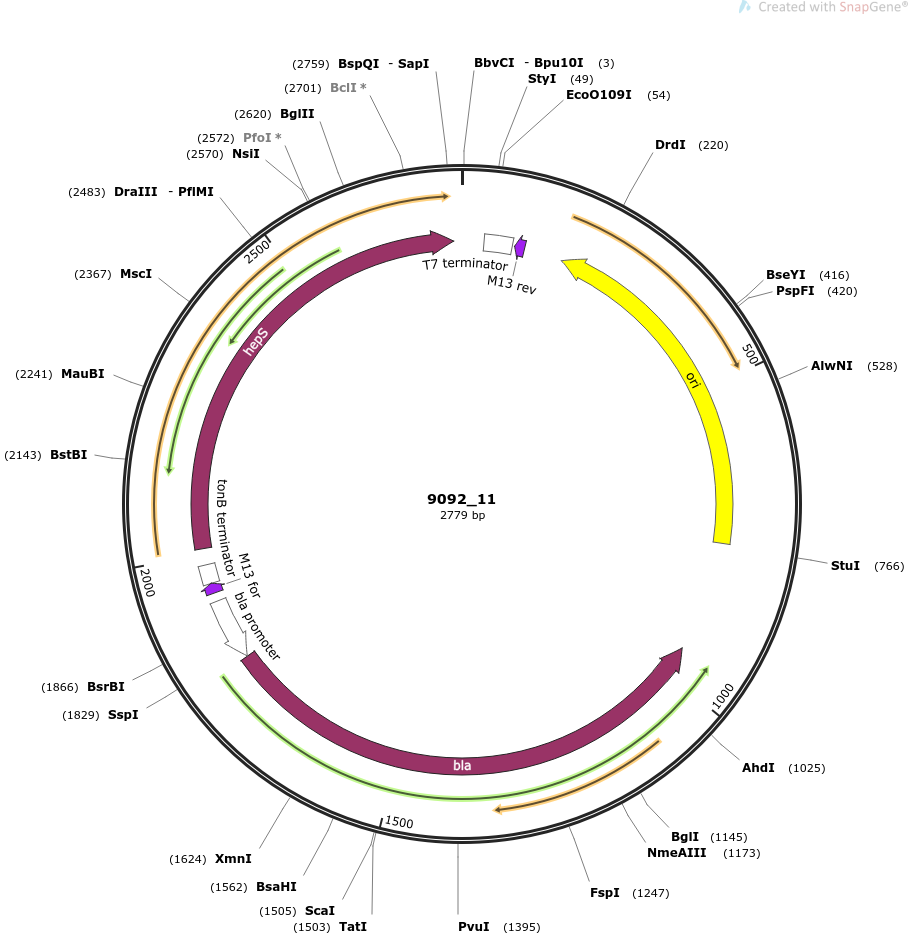 Created with SnapGene®
(2759) BspQI - SapI
BbvCI - Bpu10I (3)
(2701) BclI *
StyI (49)
EcoO109I (54)
(2620) BglII
(2572) PfoI *
(2570) NsiI
DrdI (220)
(2483) DraIII - PflMI
2500
T7 terminator
M13 rev
(2367) MscI
BseYI (416)
PspFI (420)
hepS
500
(2241) MauBI
ori
AlwNI (528)
(2143) BstBI
9092_11
2779 bp
tonB terminator
M13 for
2000
bla promoter
StuI (766)
(1866) BsrBI
(1829) SspI
1000
bla
AhdI (1025)
1500
BglI (1145)
NmeAIII (1173)
(1624) XmnI
(1562) BsaHI
FspI (1247)
(1505) ScaI
(1503) TatI
PvuI (1395)